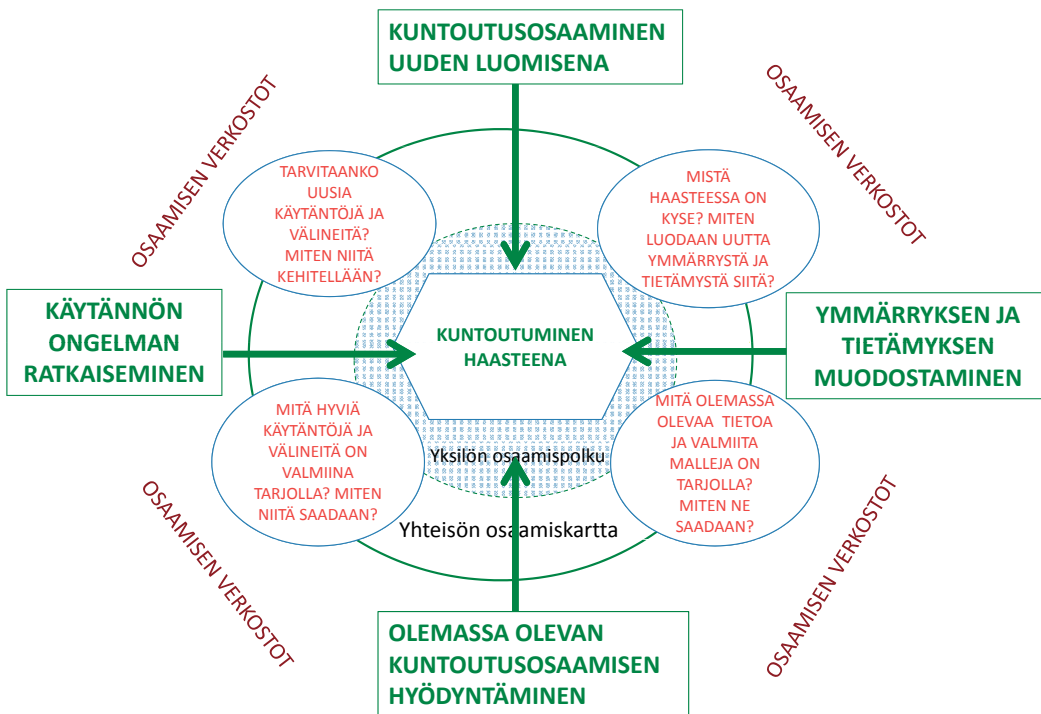 KUNTOUTUSOSAAMINEN
UUDEN LUOMISENA
OSAAMISEN VERKOSTOT
OSAAMISEN VERKOSTOT
TARVITAANKO
UUSIA
KÄYTÄNTÖJÄ JA
VÄLINEITÄ?
MITEN NIITÄ
KEHITELLÄÄN?
MISTÄ
HAASTEESSA ON
KYSE? MITEN
LUODAAN UUTTA
YMMÄRRYSTÄ JA
TIETÄMYSTÄ SIITÄ?
KÄYTÄNNÖN
ONGELMAN
RATKAISEMINEN
KUNTOUTUMINEN
HAASTEENA
YMMÄRRYKSEN JA
TIETÄMYKSEN
MUODOSTAMINEN
MITÄ HYVIÄ
KÄYTÄNTÖJÄ JA
VÄLINEITÄ ON
VALMIINA
TARJOLLA? MITEN
NIITÄ SAADAAN?
MITÄ OLEMASSA
OLEVAA TIETOA
JA VALMIITA
MALLEJA ON
TARJOLLA?
MITEN NE
SAADAAN?
Yksilön osaamispolku
Yhteisön osaamiskartta
OSAAMISEN VERKOSTOT
OSAAMISEN VERKOSTOT
OLEMASSA OLEVAN
KUNTOUTUSOSAAMISEN
HYÖDYNTÄMINEN